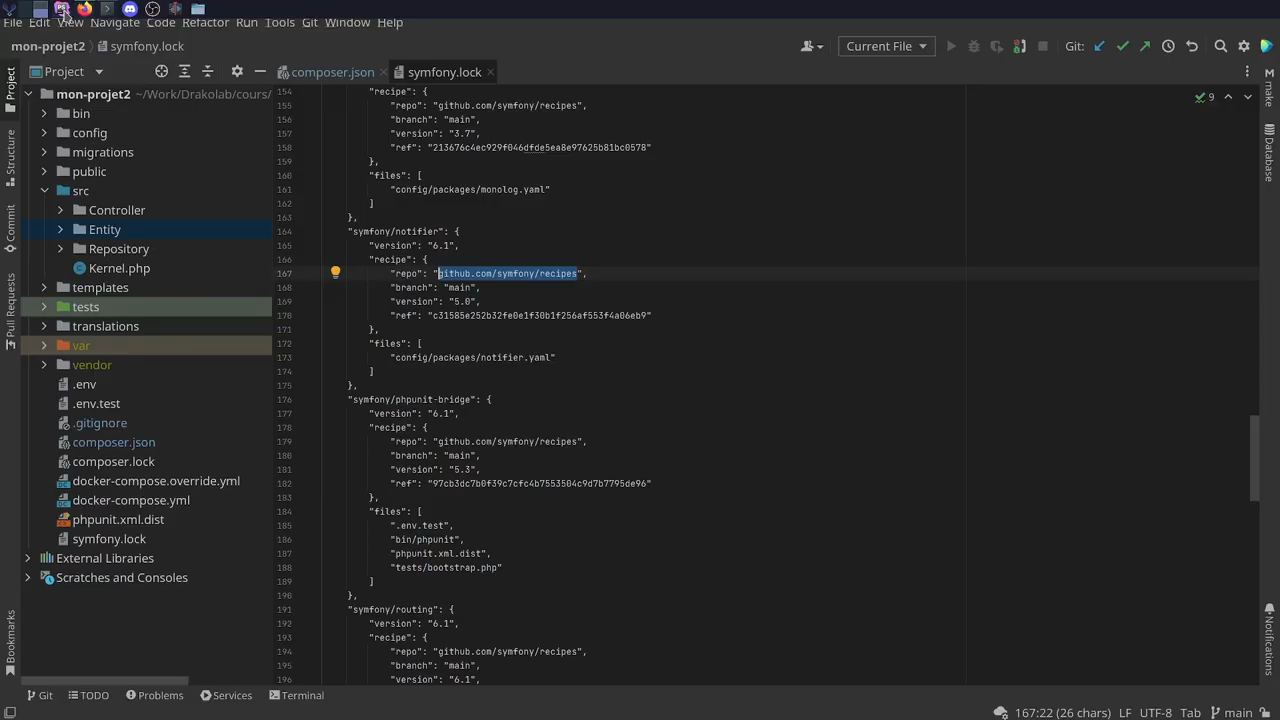 PS
File Edit View Navigate Code Refactor Run Tools Git Window Help
mon-projet2 symfony.lock
Current File
Git:
Project
composer.json
symfony.lock
mon-projet2 ~/Work/Drakolab/cours/
bin
config
migrations
public
src
Controller
Entity
Repository
Kernel.php
templates
tests
translations
var
vendor
.env
.env.test
.gitignore
composer.json
composer.lock
docker-compose.override.yml
docker-compose.yml
phpunit.xml.dist
symfony.lock
External Libraries
Scratches and Consoles
154 "recipe": {
155 "repo": "github.com/symfony/recipes",
156 "branch": "main",
157 "version": "3.7",
158 "ref": "213676c4ec929f046dfde5ea8e97625b81bc0578"
159 },
160 "files": [
161 "config/packages/monolog.yaml"
162 ]
163 },
164 "symfony/notifier": {
165 "version": "6.1",
166 "recipe": {
167 "repo": "github.com/symfony/recipes",
168 "branch": "main",
169 "version": "5.0",
170 "ref": "c31585e252b32fe0e1f30b1f256af553f4a06eb9"
171 },
172 "files": [
173 "config/packages/notifier.yaml"
174 ]
175 },
176 "symfony/phpunit-bridge": {
177 "version": "6.1",
178 "recipe": {
179 "repo": "github.com/symfony/recipes",
180 "branch": "main",
181 "version": "5.3",
182 "ref": "97cb3dc7b0f39c7cfc4b7553504c9d7b7795de96"
183 },
184 "files": [
185 ".env.test",
186 "bin/phpunit",
187 "phpunit.xml.dist",
188 "tests/bootstrap.php"
189 ]
190 },
191 "symfony/routing": {
192 "version": "6.1",
193 "recipe": {
194 "repo": "github.com/symfony/recipes",
195 "branch": "main",
196 "version": "6.1",
9
Project
Structure
Commit
Pull Requests
Bookmarks
make
Database
Notifications
Git TODO Problems Services Terminal
167:22 (26 chars) LF UTF-8 Tab main